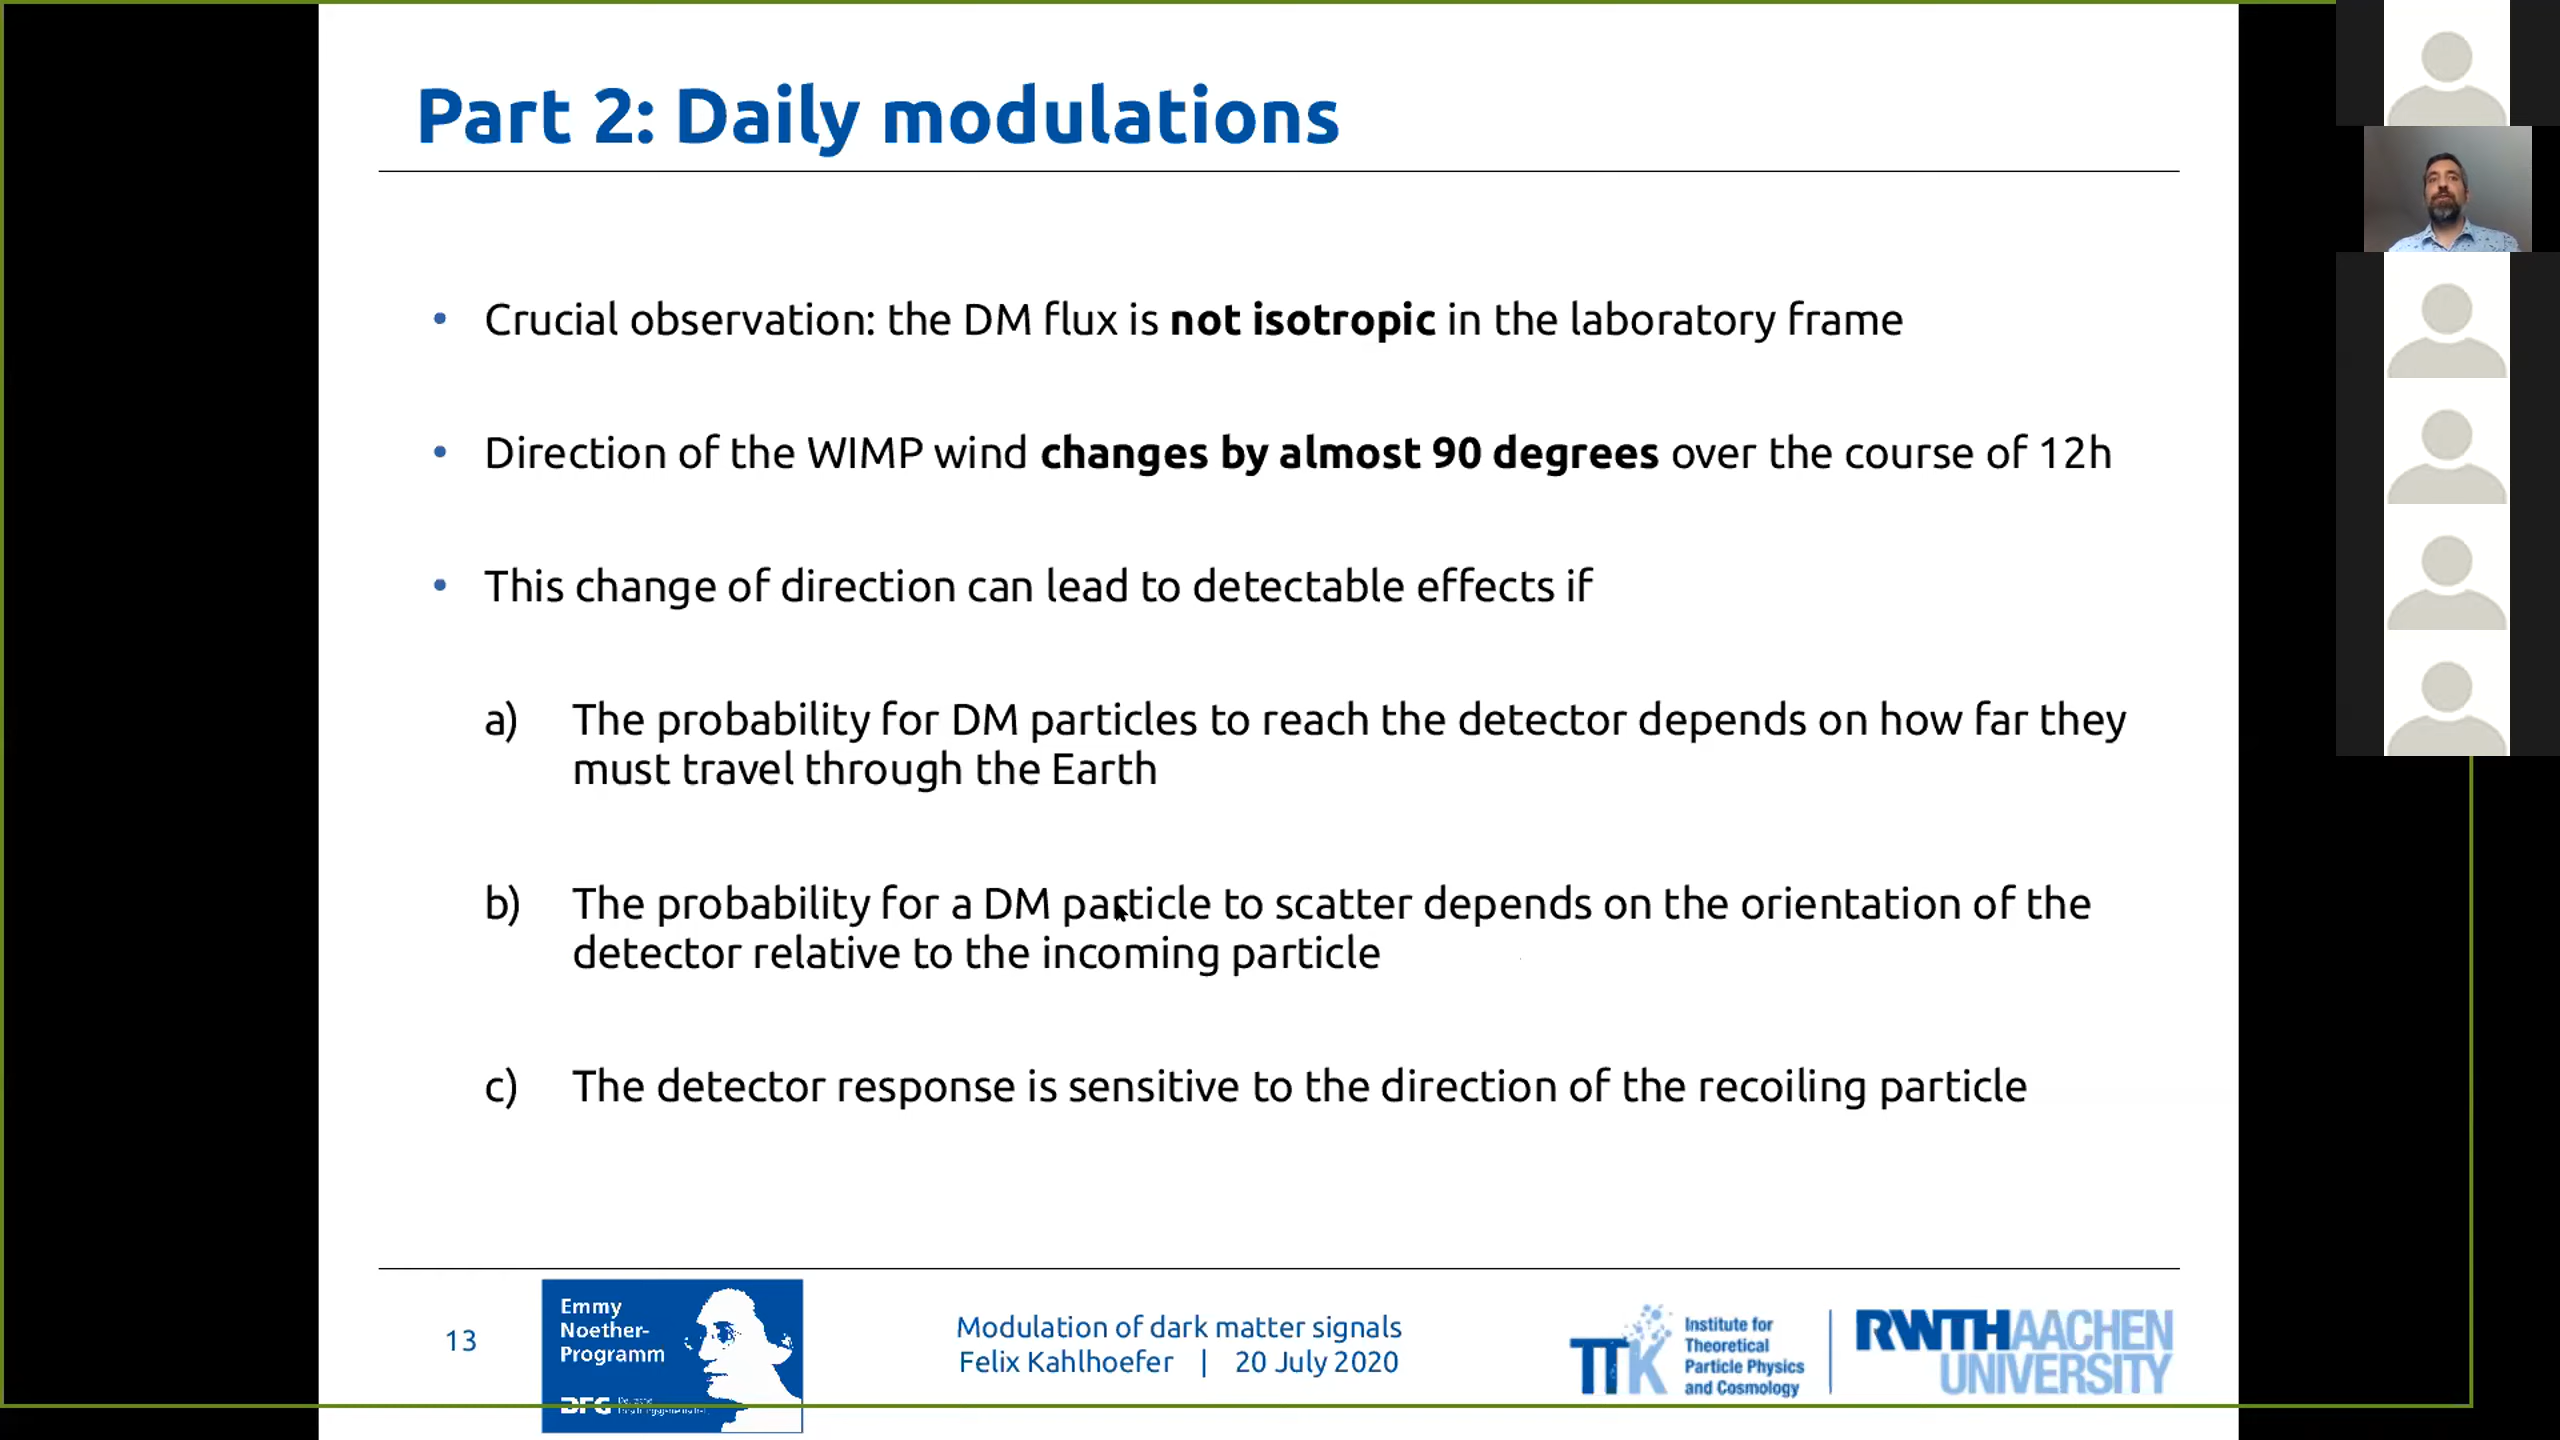 Part 2: Daily modulations
• Crucial observation: the DM flux is not isotropic in the laboratory frame
• Direction of the WIMP wind changes by almost 90 degrees over the course of 12h
• This change of direction can lead to detectable effects if
a) The probability for DM particles to reach the detector depends on how far they
must travel through the Earth
b) The probability for a DM particle to scatter depends on the orientation of the
detector relative to the incoming particle
c) The detector response is sensitive to the direction of the recoiling particle
13
Emmy
Noether-
Programm
DFG
Modulation of dark matter signals
Felix Kahlhoefer | 20 July 2020
TTK
Institute for
Theoretical
Particle Physics
and Cosmology
RWTH AACHEN
UNIVERSITY